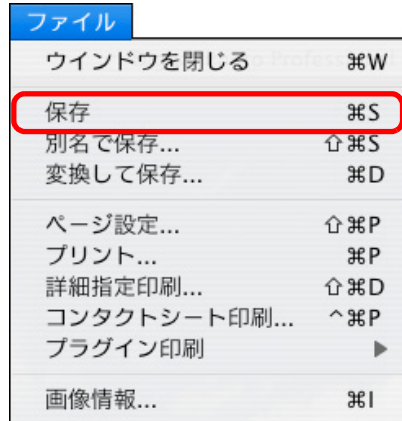 ファイル
ウインドウを閉じる ⌘W
保存 ⌘S
別名で保存... ⇧⌘S
変換して保存... ⌘D
ページ設定... ⇧⌘P
プリント... ⌘P
詳細指定印刷... ⇧⌘D
コンタクトシート印刷... ^⌘P
プラグイン印刷 ▶
画像情報... ⌘I